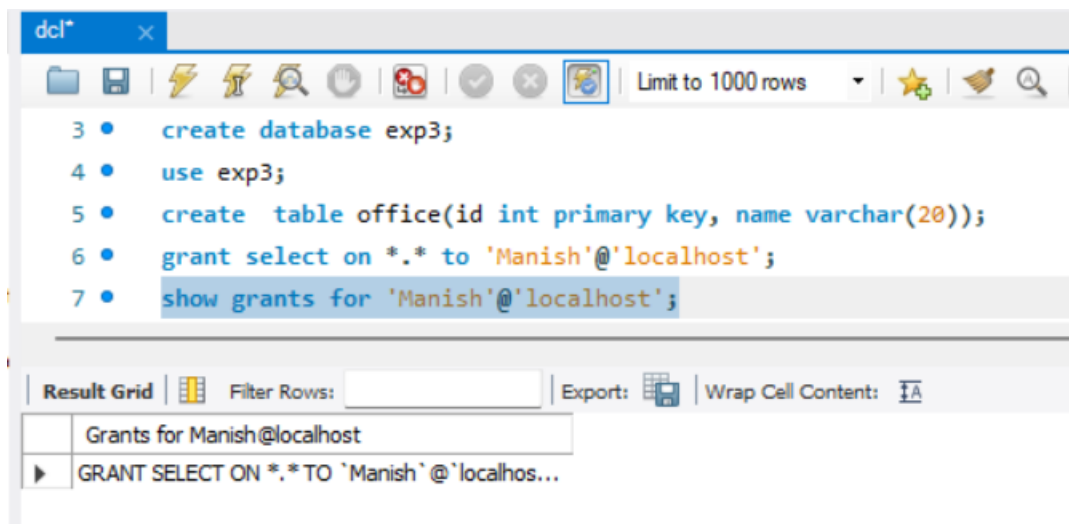 dcl*
Limit to 1000 rows
3 create database exp3;
4 use exp3;
5 create table office(id int primary key, name varchar(20));
6 grant select on *.* to 'Manish'@'localhost';
7 show grants for 'Manish'@'localhost';
Result Grid Filter Rows: Export: Wrap Cell Content: IA
Grants for Manish@localhost
GRANT SELECT ON *.* TO `Manish`@`localhos...